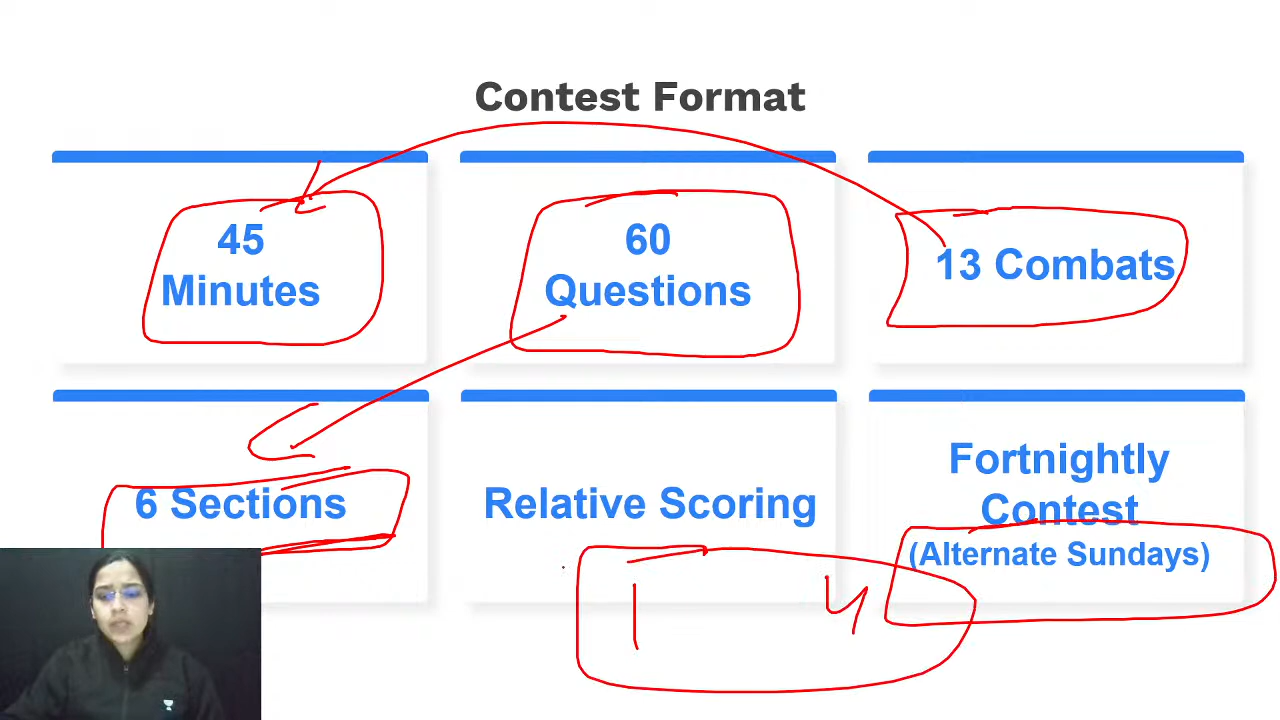 Contest Format
45
Minutes
60
Questions
13 Combats
6 Sections
Relative Scoring
Fortnightly
Contest
(Alternate Sundays)
1 4